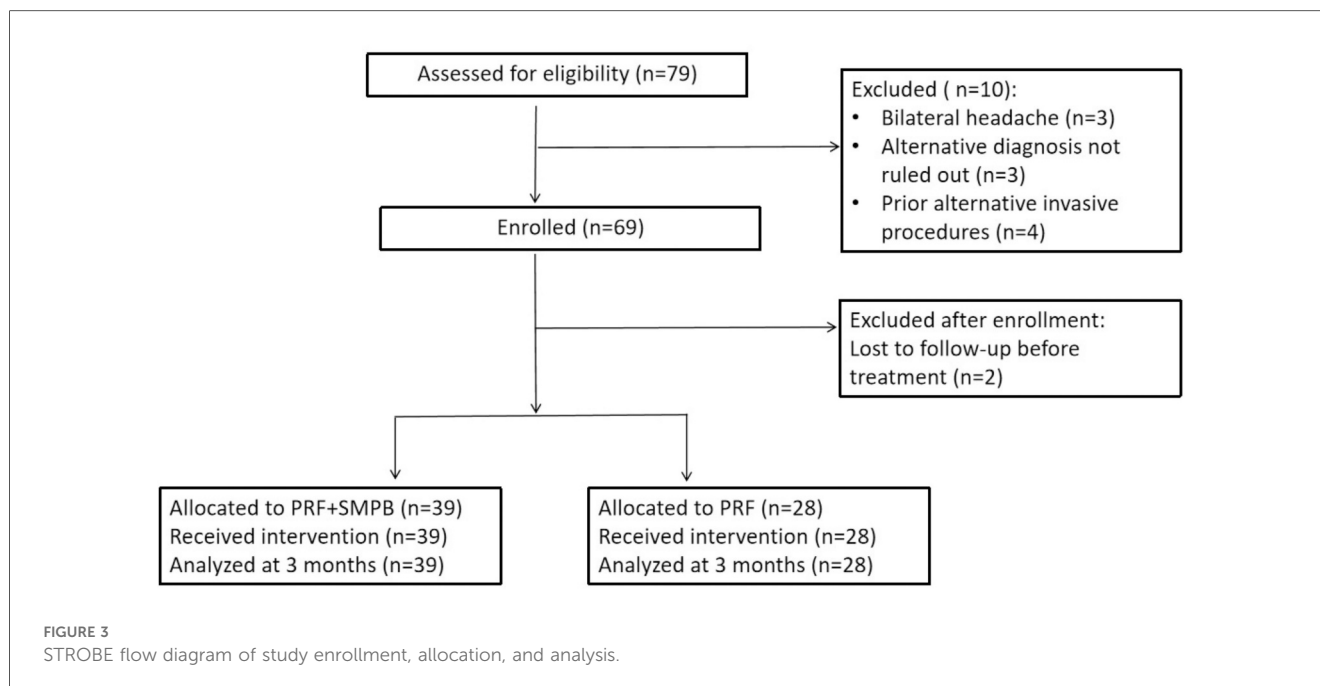 Assessed for eligibility (n=79)
Excluded ( n=10):
• Bilateral headache (n=3)
• Alternative diagnosis not
ruled out (n=3)
• Prior alternative invasive
procedures (n=4)
Enrolled (n=69)
Excluded after enrollment:
Lost to follow-up before
treatment (n=2)
Allocated to PRF+SMPB (n=39)
Received intervention (n=39)
Analyzed at 3 months (n=39)
Allocated to PRF (n=28)
Received intervention (n=28)
Analyzed at 3 months (n=28)
FIGURE 3
STROBE flow diagram of study enrollment, allocation, and analysis.